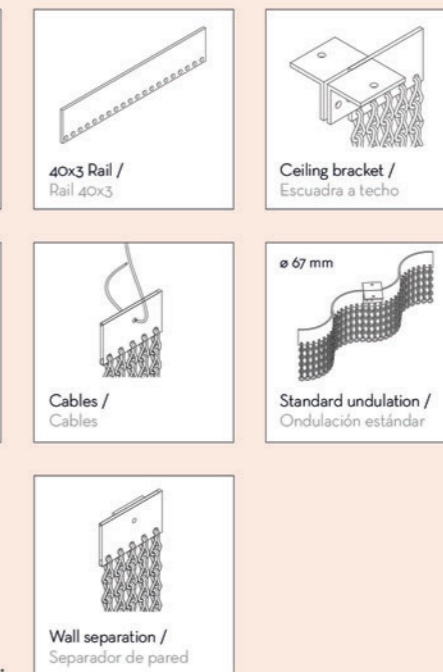 40x3 Rail /
Rail 40x3
Ceiling bracket /
Escuadra a techo
Cables /
Cables
ø 67 mm
Standard undulation /
Ondulación estándar
Wall separation /
Separador de pared